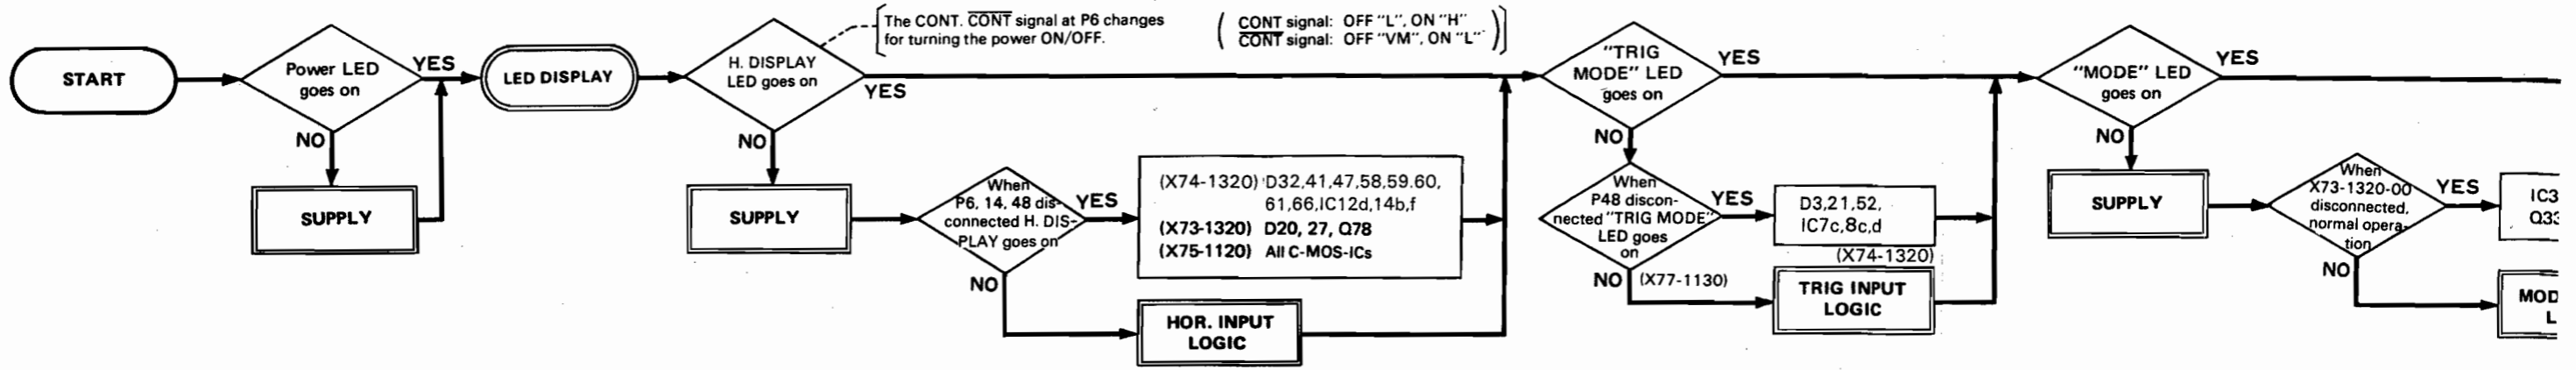 START
Power LED
goes on
YES
NO
SUPPLY
LED DISPLAY
H. DISPLAY
LED goes on
YES
NO
The CONT. CONT signal at P6 changes
for turning the power ON/OFF.
CONT signal: OFF "L", ON "H"
CONT signal: OFF "VM", ON "L"
SUPPLY
When
P6, 14, 48 dis-
connected H. DIS-
PLAY goes on
YES
NO
(X74-1320) D32,41,47,58,59.60,
61,66,IC12d,14b,f
(X73-1320) D20, 27, Q78
(X75-1120) All C-MOS-ICs
HOR. INPUT
LOGIC
"TRIG
MODE" LED
goes on
YES
NO
When
P48 discon-
nected "TRIG MODE"
LED goes
on
YES
NO
D3,21,52,
IC7c,8c,d
(X74-1320)
(X77-1130)
TRIG INPUT
LOGIC
"MODE" LED
goes on
YES
NO
SUPPLY
When
X73-1320-00
disconnected,
normal opera-
tion
YES
NO
IC3
Q33
MOD
L